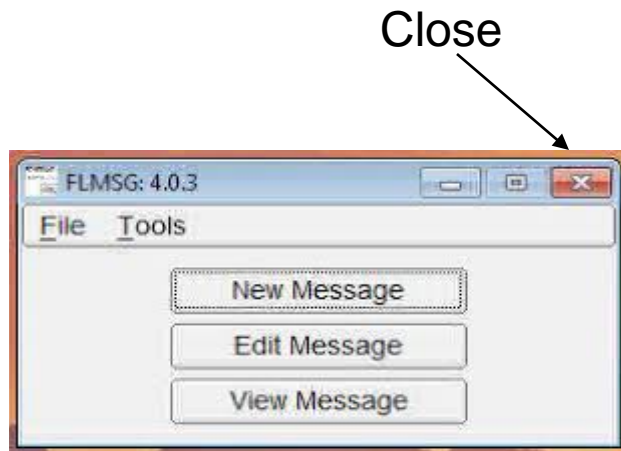 Close
FLMSG: 4.0.3
File Tools
New Message
Edit Message
View Message